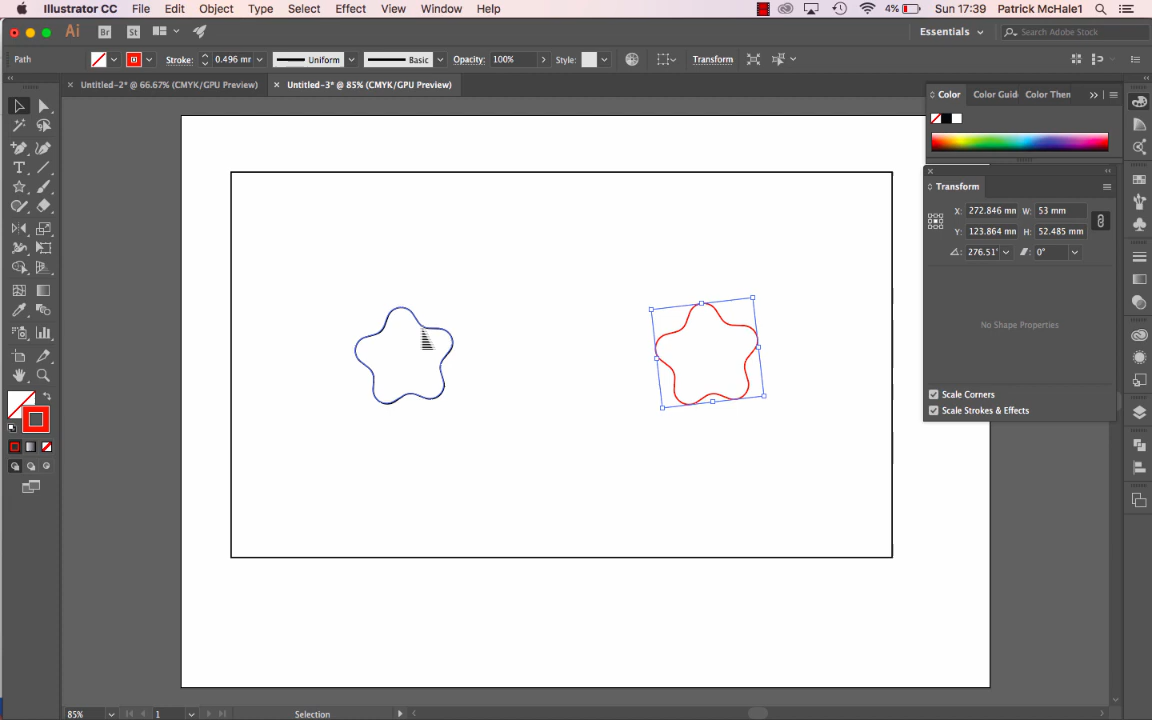 Illustrator CC File Edit Object Type Select Effect View Window Help 4% Sun 17:39 Patrick McHale1
Ai Br St Essentials Search Adobe Stock
Path Stroke: 0.496 mm Uniform Basic Opacity: 100% Style: Transform
× Untitled-2* @ 66.67% (CMYK/GPU Preview) × Untitled-3* @ 85% (CMYK/GPU Preview)
Color Color Guid Color Then
Transform
X: 272.846 mm W: 53 mm
Y: 123.864 mm H: 52.485 mm
276.51° 0°
No Shape Properties
Scale Corners
Scale Strokes & Effects
85% 1 Selection